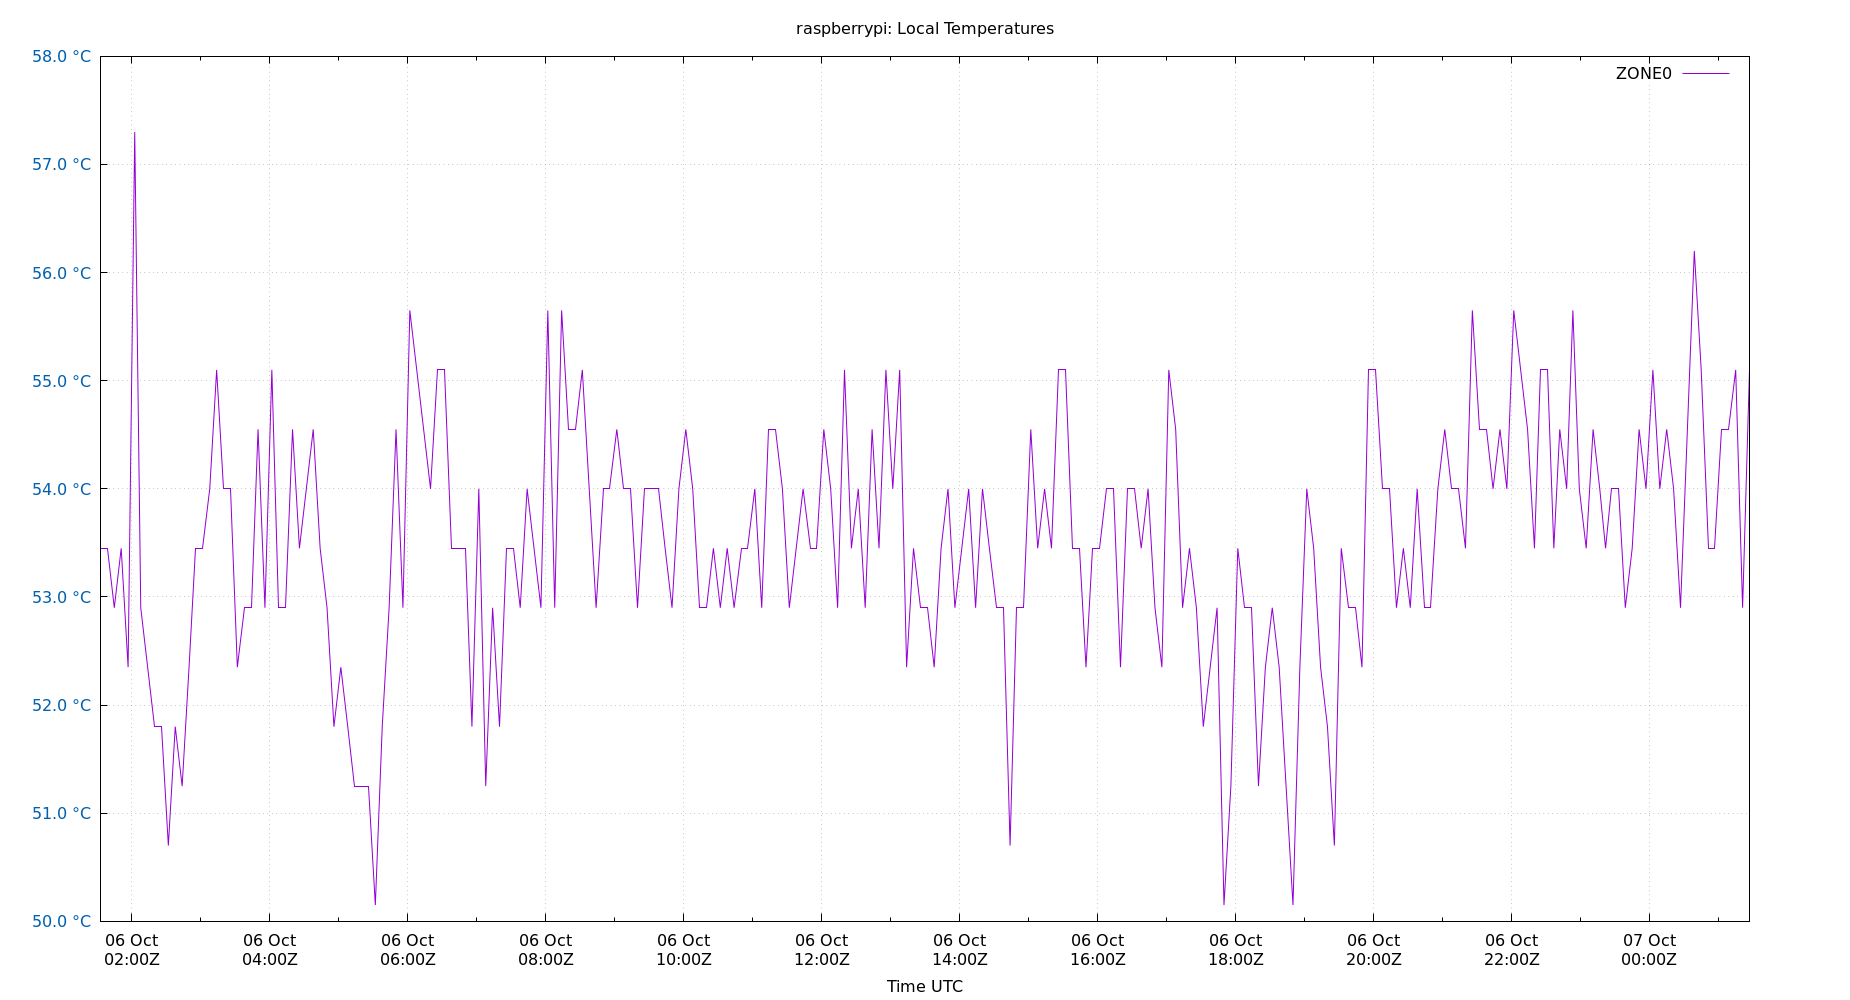 raspberrypi: Local Temperatures
ZONE0
58.0 °C
57.0 °C
56.0 °C
55.0 °C
54.0 °C
53.0 °C
52.0 °C
51.0 °C
50.0 °C
06 Oct 06 Oct 06 Oct 06 Oct 06 Oct 06 Oct 06 Oct 06 Oct 06 Oct 06 Oct 06 Oct 07 Oct
02:00Z 04:00Z 06:00Z 08:00Z 10:00Z 12:00Z 14:00Z 16:00Z 18:00Z 20:00Z 22:00Z 00:00Z
Time UTC